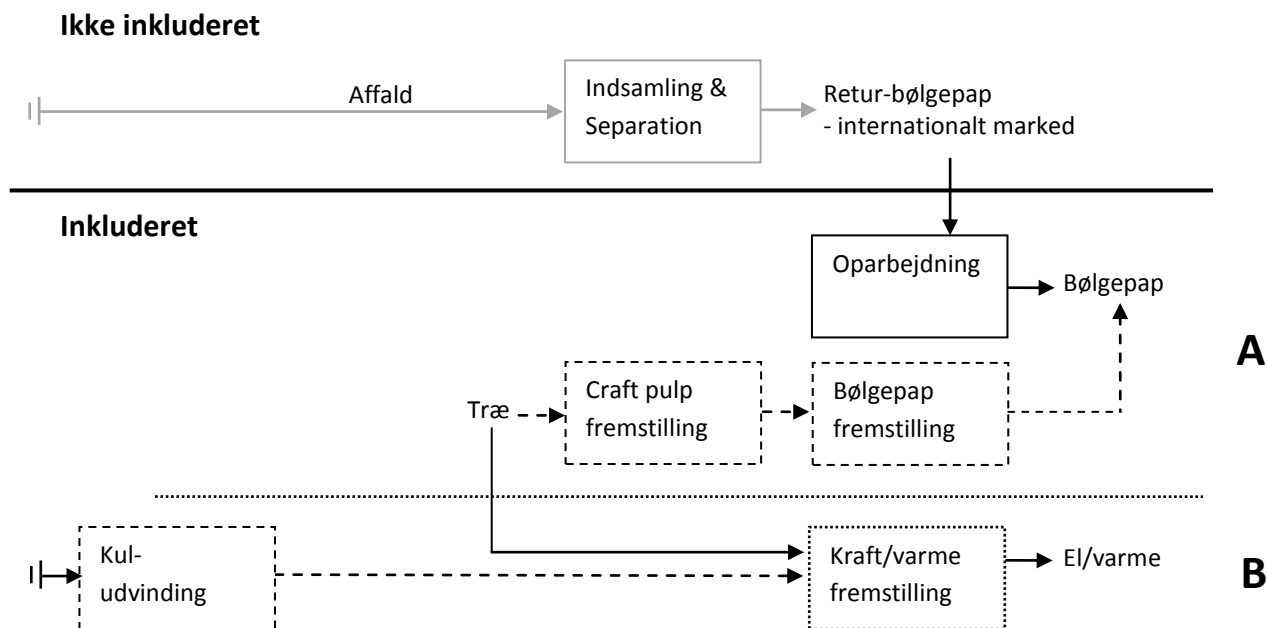 Ikke inkluderet
Affald
Indsamling &
Separation
Retur-bølgepap
- internationalt marked
Inkluderet
Oparbejdning
Bølgepap
A
Træ
Craft pulp
fremstilling
Bølgepap
fremstilling
Kul-
udvinding
Kraft/varme
fremstilling
El/varme
B